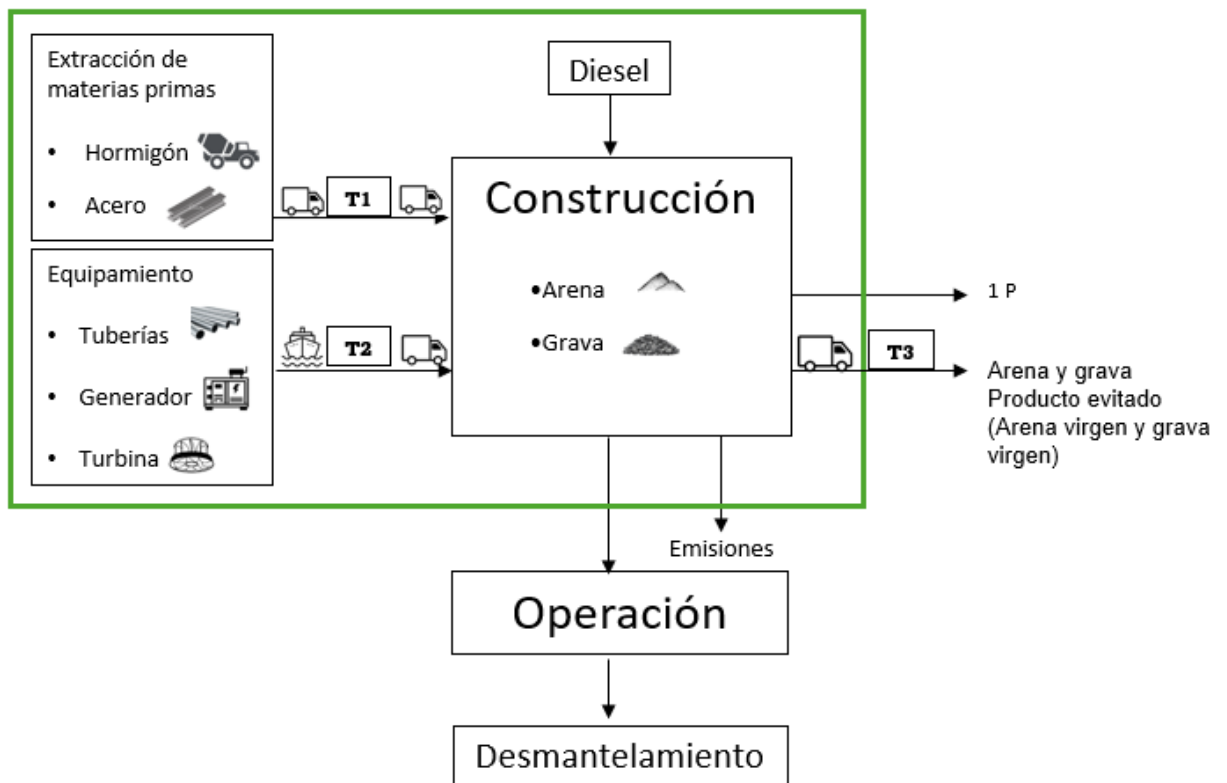 Extracción de
materias primas
• Hormigón
• Acero
T1
Equipamiento
• Tuberías
• Generador
• Turbina
T2
Diesel
Construcción
•Arena
•Grava
1 P
T3
Arena y grava
Producto evitado
(Arena virgen y grava
virgen)
Emisiones
Operación
Desmantelamiento